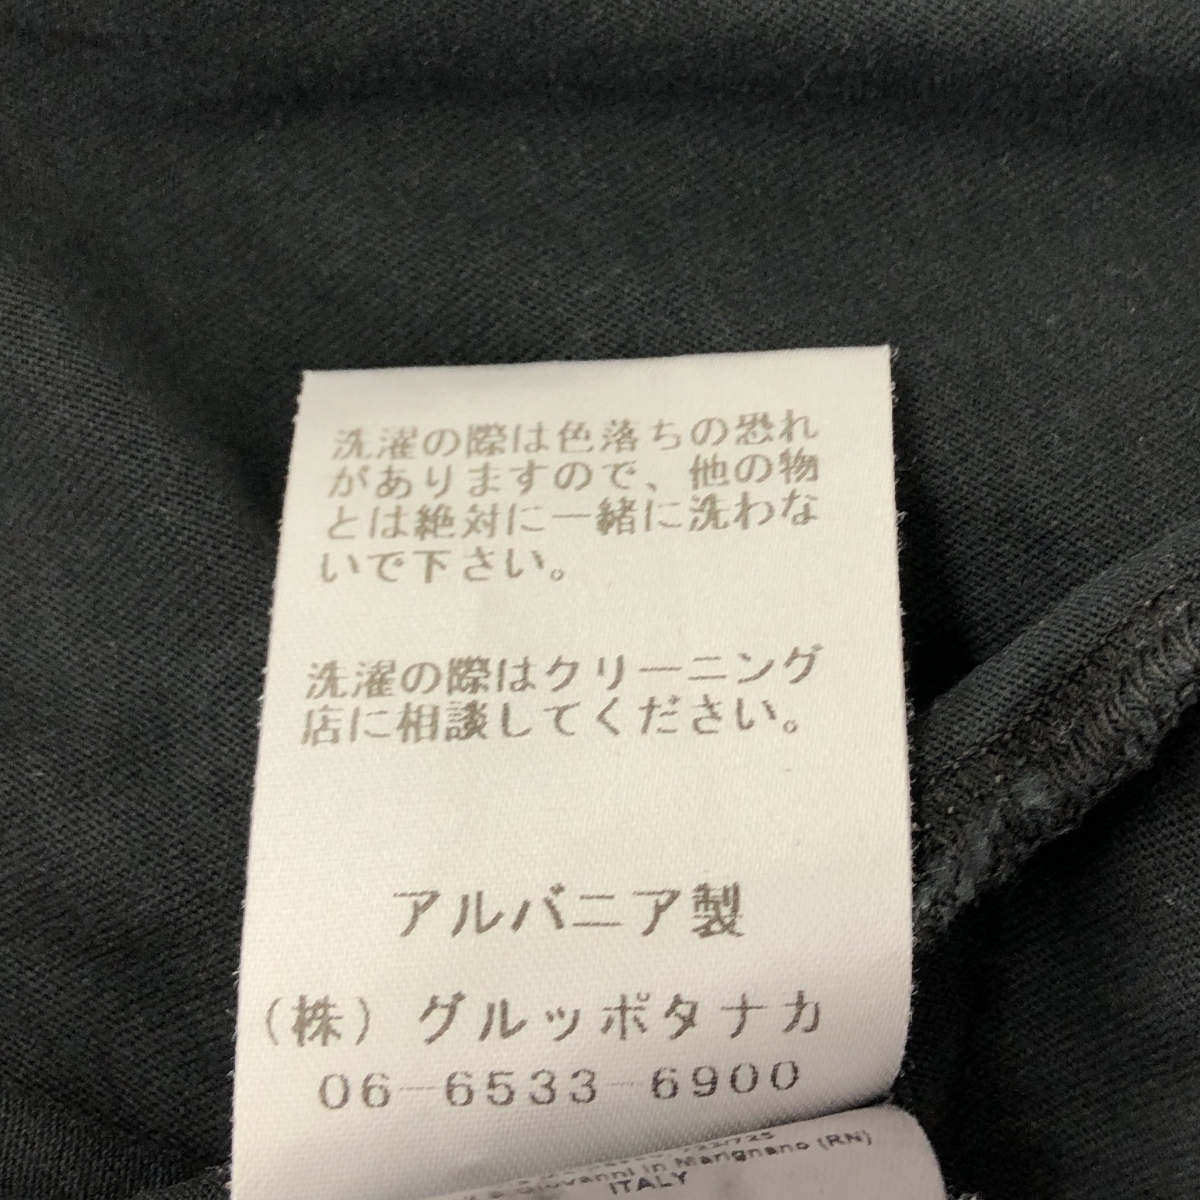 洗濯の際は色落ちの恐れ
がありますので、他の物
とは絶対に一緒に洗わな
いで下さい。
洗濯の際はクリーニング
店に相談してください。
アルバニア製
（株）グルッポタナカ
06-6533-6900
Giovanni in Marignano (RN)
ITALY